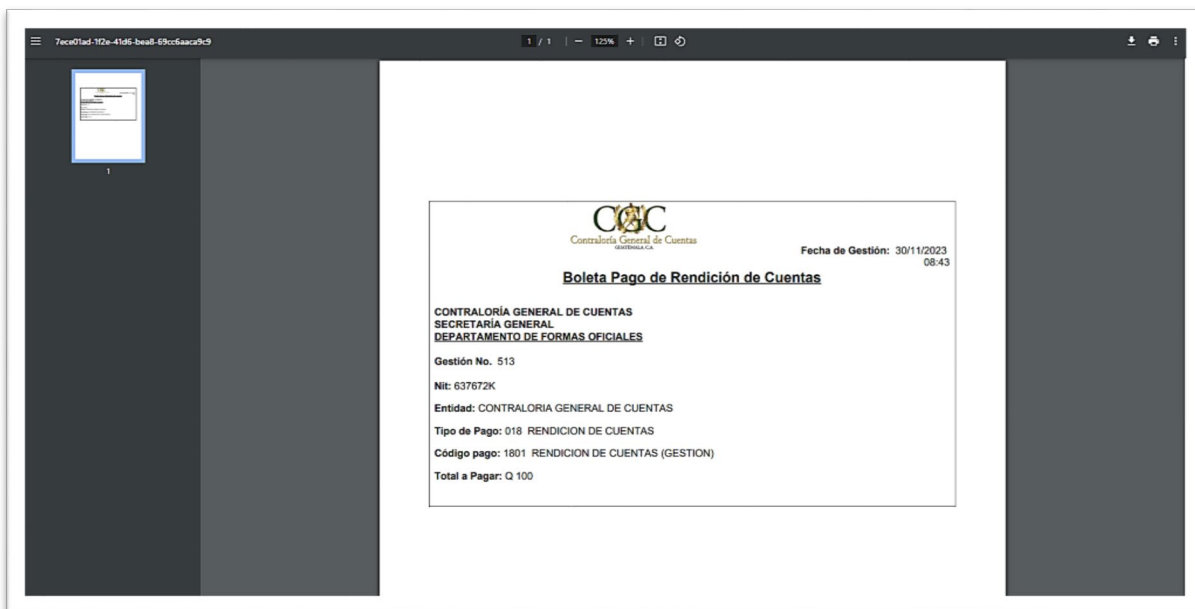 7ece01ad-1f2e-41d6-bea8-69cc6aaca9c9
1 / 1
125%
1
CGC
Contraloría General de Cuentas
GUATEMALA, C.A.
Fecha de Gestión: 30/11/2023
08:43
Boleta Pago de Rendición de Cuentas
CONTRALORÍA GENERAL DE CUENTAS
SECRETARÍA GENERAL
DEPARTAMENTO DE FORMAS OFICIALES
Gestión No. 513
Nit: 637672K
Entidad: CONTRALORIA GENERAL DE CUENTAS
Tipo de Pago: 018 RENDICION DE CUENTAS
Código pago: 1801 RENDICION DE CUENTAS (GESTION)
Total a Pagar: Q 100